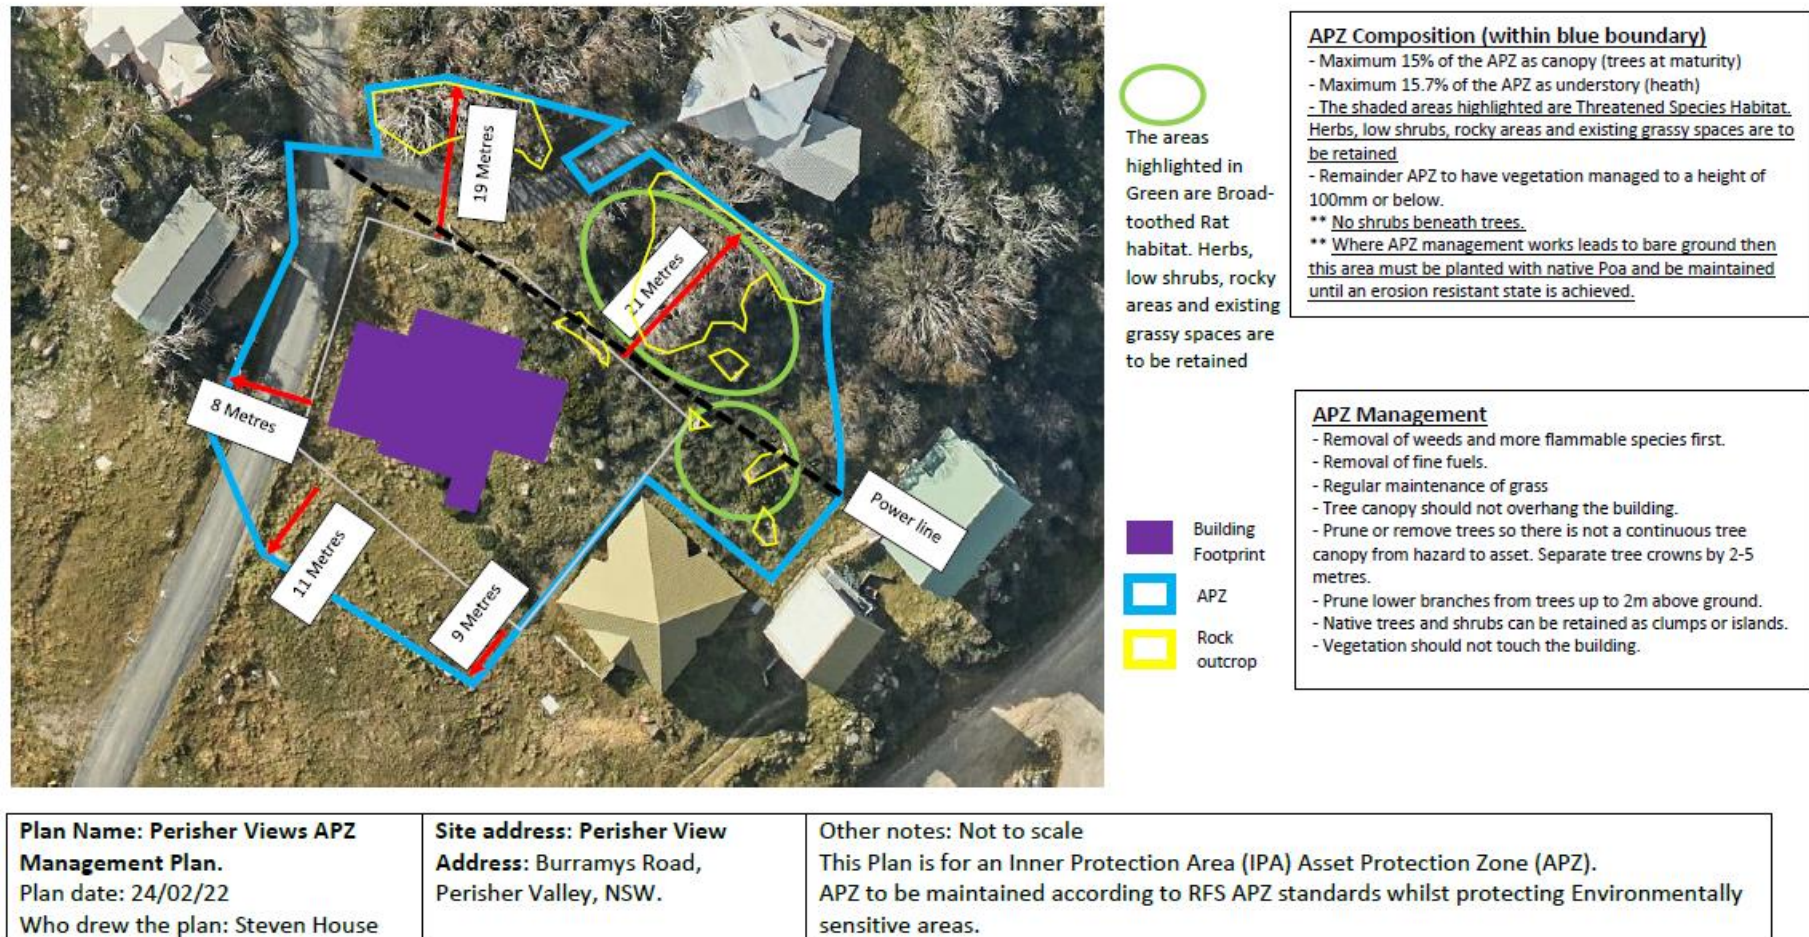 19 Metres
21 Metres
8 Metres
11 Metres
9 Metres
Power line
The areas
highlighted in
Green are Broad-
toothed Rat
habitat. Herbs,
low shrubs, rocky
areas and existing
grassy spaces are
to be retained
Building
Footprint
APZ
Rock
outcrop
APZ Composition (within blue boundary)
- Maximum 15% of the APZ as canopy (trees at maturity)
- Maximum 15.7% of the APZ as understory (heath)
- The shaded areas highlighted are Threatened Species Habitat.
Herbs, low shrubs, rocky areas and existing grassy spaces are to
be retained
- Remainder APZ to have vegetation managed to a height of
100mm or below.
** No shrubs beneath trees.
** Where APZ management works leads to bare ground then
this area must be planted with native Poa and be maintained
until an erosion resistant state is achieved.
APZ Management
- Removal of weeds and more flammable species first.
- Removal of fine fuels.
- Regular maintenance of grass
- Tree canopy should not overhang the building.
- Prune or remove trees so there is not a continuous tree
canopy from hazard to asset. Separate tree crowns by 2-5
metres.
- Prune lower branches from trees up to 2m above ground.
- Native trees and shrubs can be retained as clumps or islands.
- Vegetation should not touch the building.
Plan Name: Perisher Views APZ
Management Plan.
Plan date: 24/02/22
Who drew the plan: Steven House
Site address: Perisher View
Address: Burramys Road,
Perisher Valley, NSW.
Other notes: Not to scale
This Plan is for an Inner Protection Area (IPA) Asset Protection Zone (APZ).
APZ to be maintained according to RFS APZ standards whilst protecting Environmentally
sensitive areas.